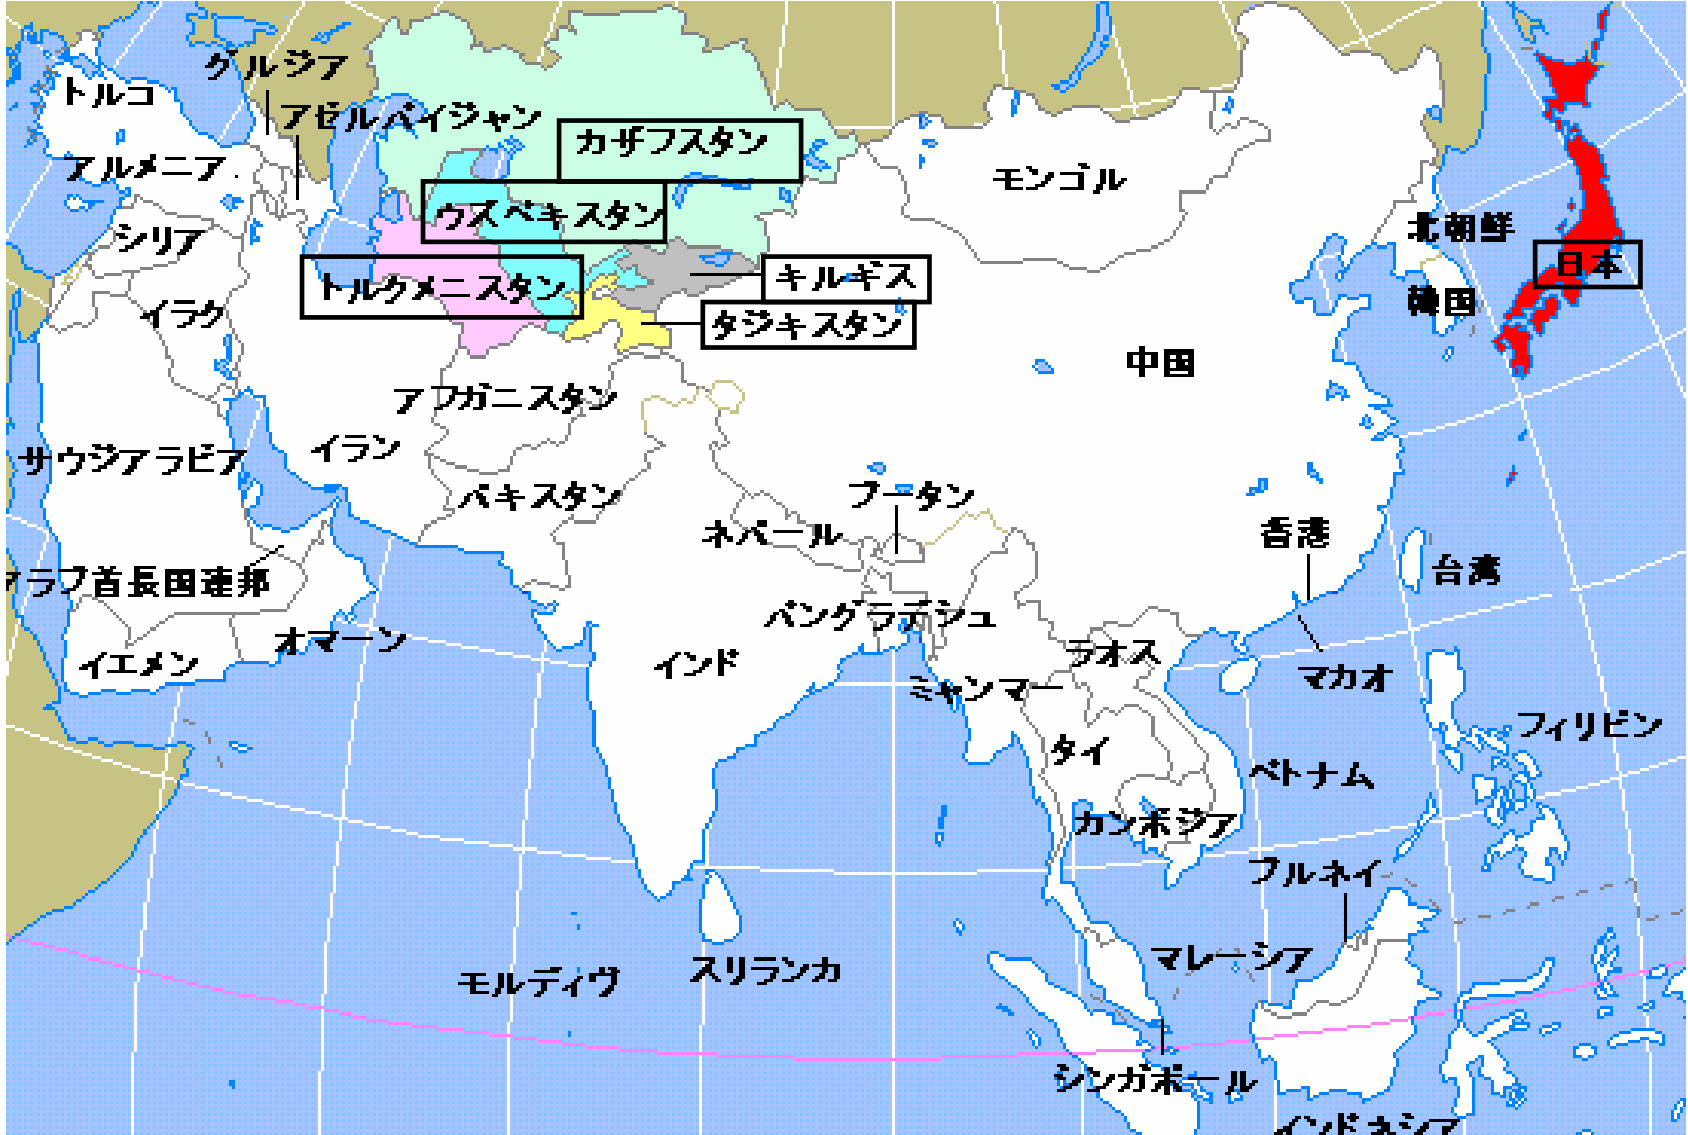 グルジア
トルコ
アゼルバイジャン
カザフスタン
アルメニア
モンゴル
ウズベキスタン
シリア
北朝鮮
日本
トルクメニスタン
キルギス
イラク
韓国
タジキスタン
中国
アフガニスタン
イラン
サウジアラビア
パキスタン
ブータン
ネパール
香港
台湾
アラブ首長国連邦
バングラデシュ
オマーン
ラオス
イエメン
インド
マカオ
ミャンマー
フィリピン
タイ
ベトナム
カンボジア
ブルネイ
マレーシア
スリランカ
モルディヴ
シンガポール
インドネシア